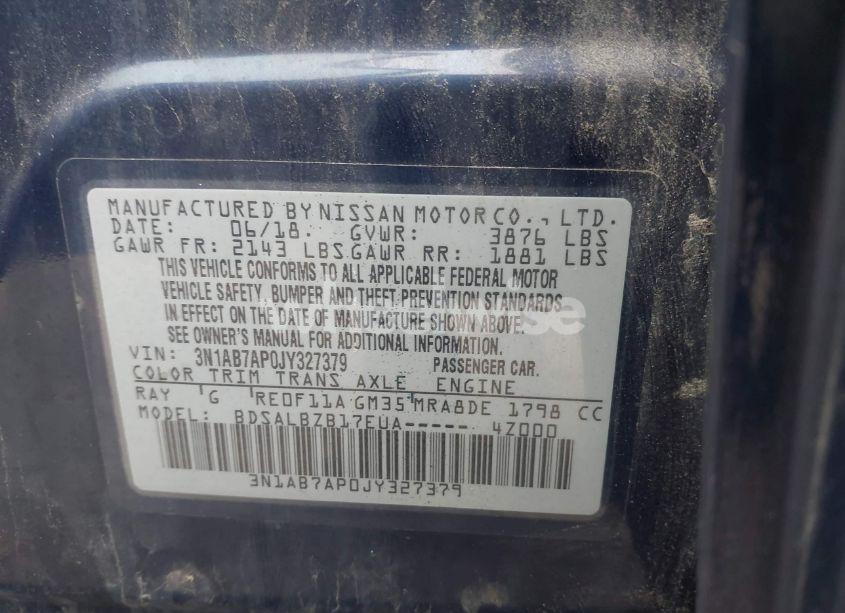 MANUFACTURED BY NISSAN MOTOR CO., LTD.
DATE: 06/18. GVWR: 3876 LBS
GAWR FR: 2143 LBS GAWR RR: 1881 LBS
THIS VEHICLE CONFORMS TO ALL APPLICABLE FEDERAL MOTOR
VEHICLE SAFETY, BUMPER AND THEFT PREVENTION STANDARDS
IN EFFECT ON THE DATE OF MANUFACTURE SHOWN ABOVE.
SEE OWNER'S MANUAL FOR ADDITIONAL INFORMATION.
VIN: 3N1AB7AP0JY327379 PASSENGER CAR.
COLOR TRIM TRANS AXLE ENGINE
RAY G RE0F11A GM35 MRA8DE 1798 CC
MODEL: BDSALBZB17EUA----- 4Z000
3N1AB7AP0JY327379